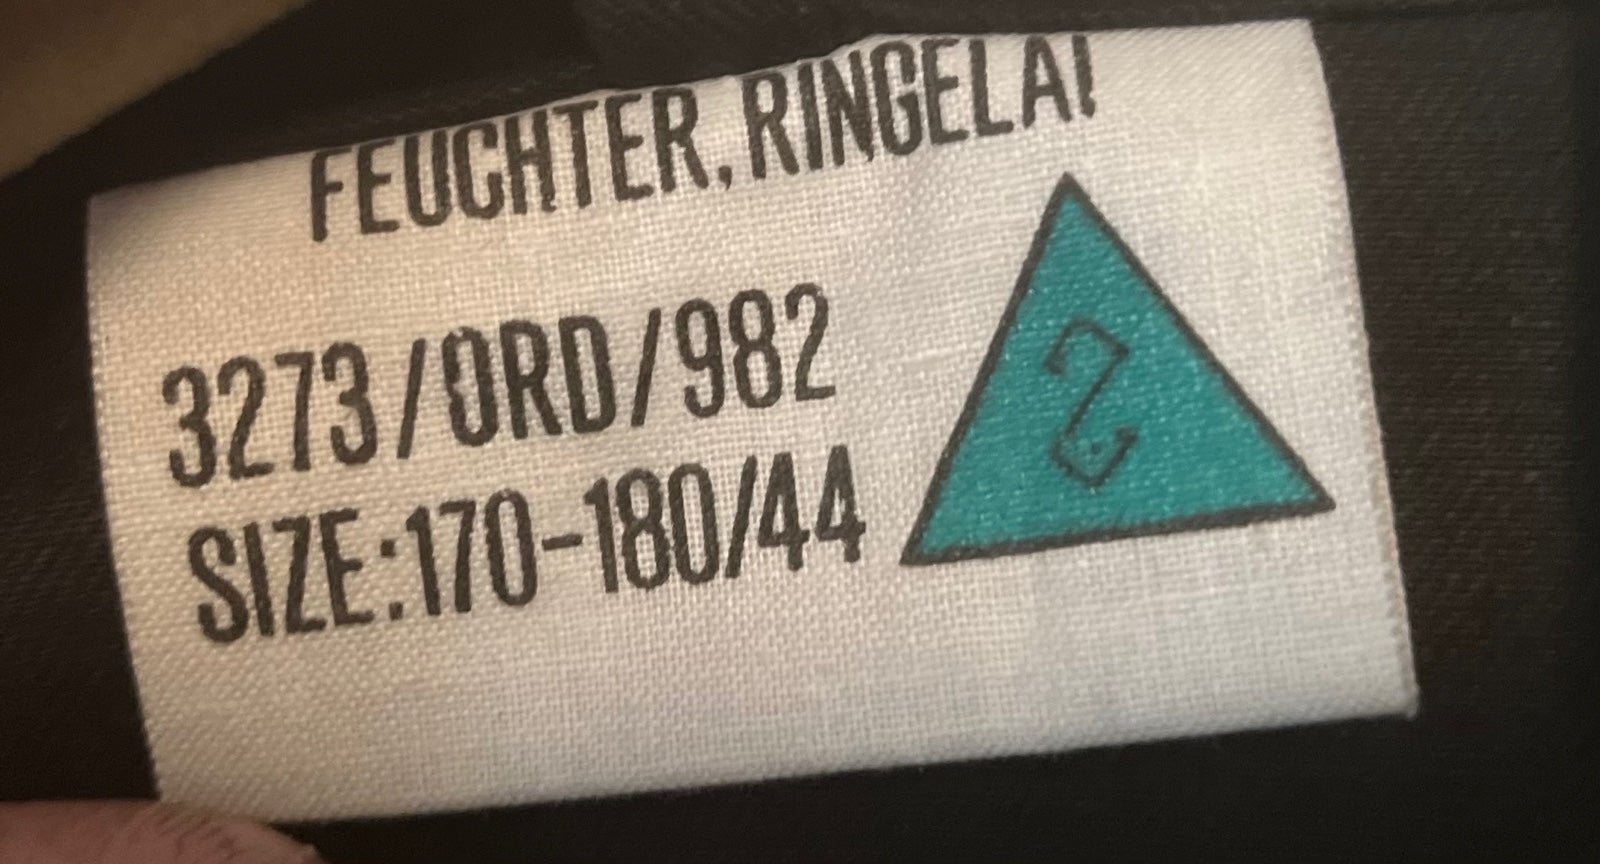 FEUCHTER, RINGELAI
3273/ORD/982
SIZE:170-180/44
2